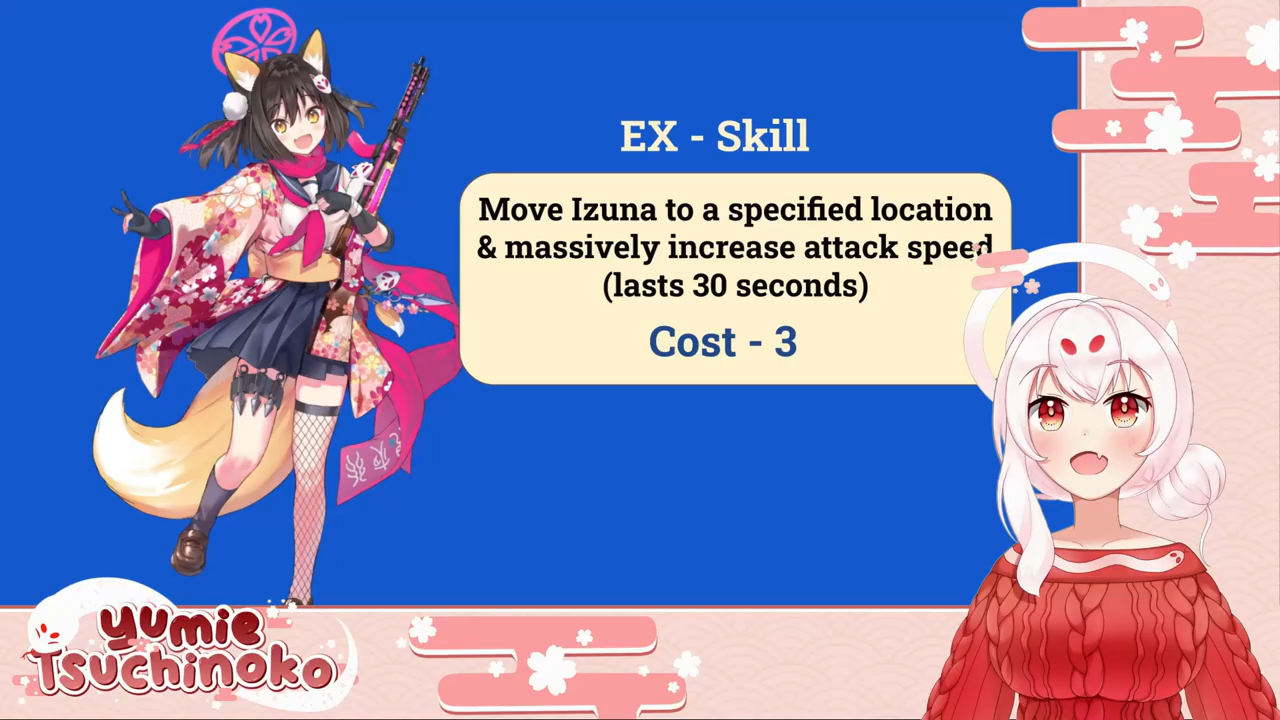 EX - Skill
Move Izuna to a specified location
& massively increase attack speed
(lasts 30 seconds)
Cost - 3
yumie
Tsuchinoko